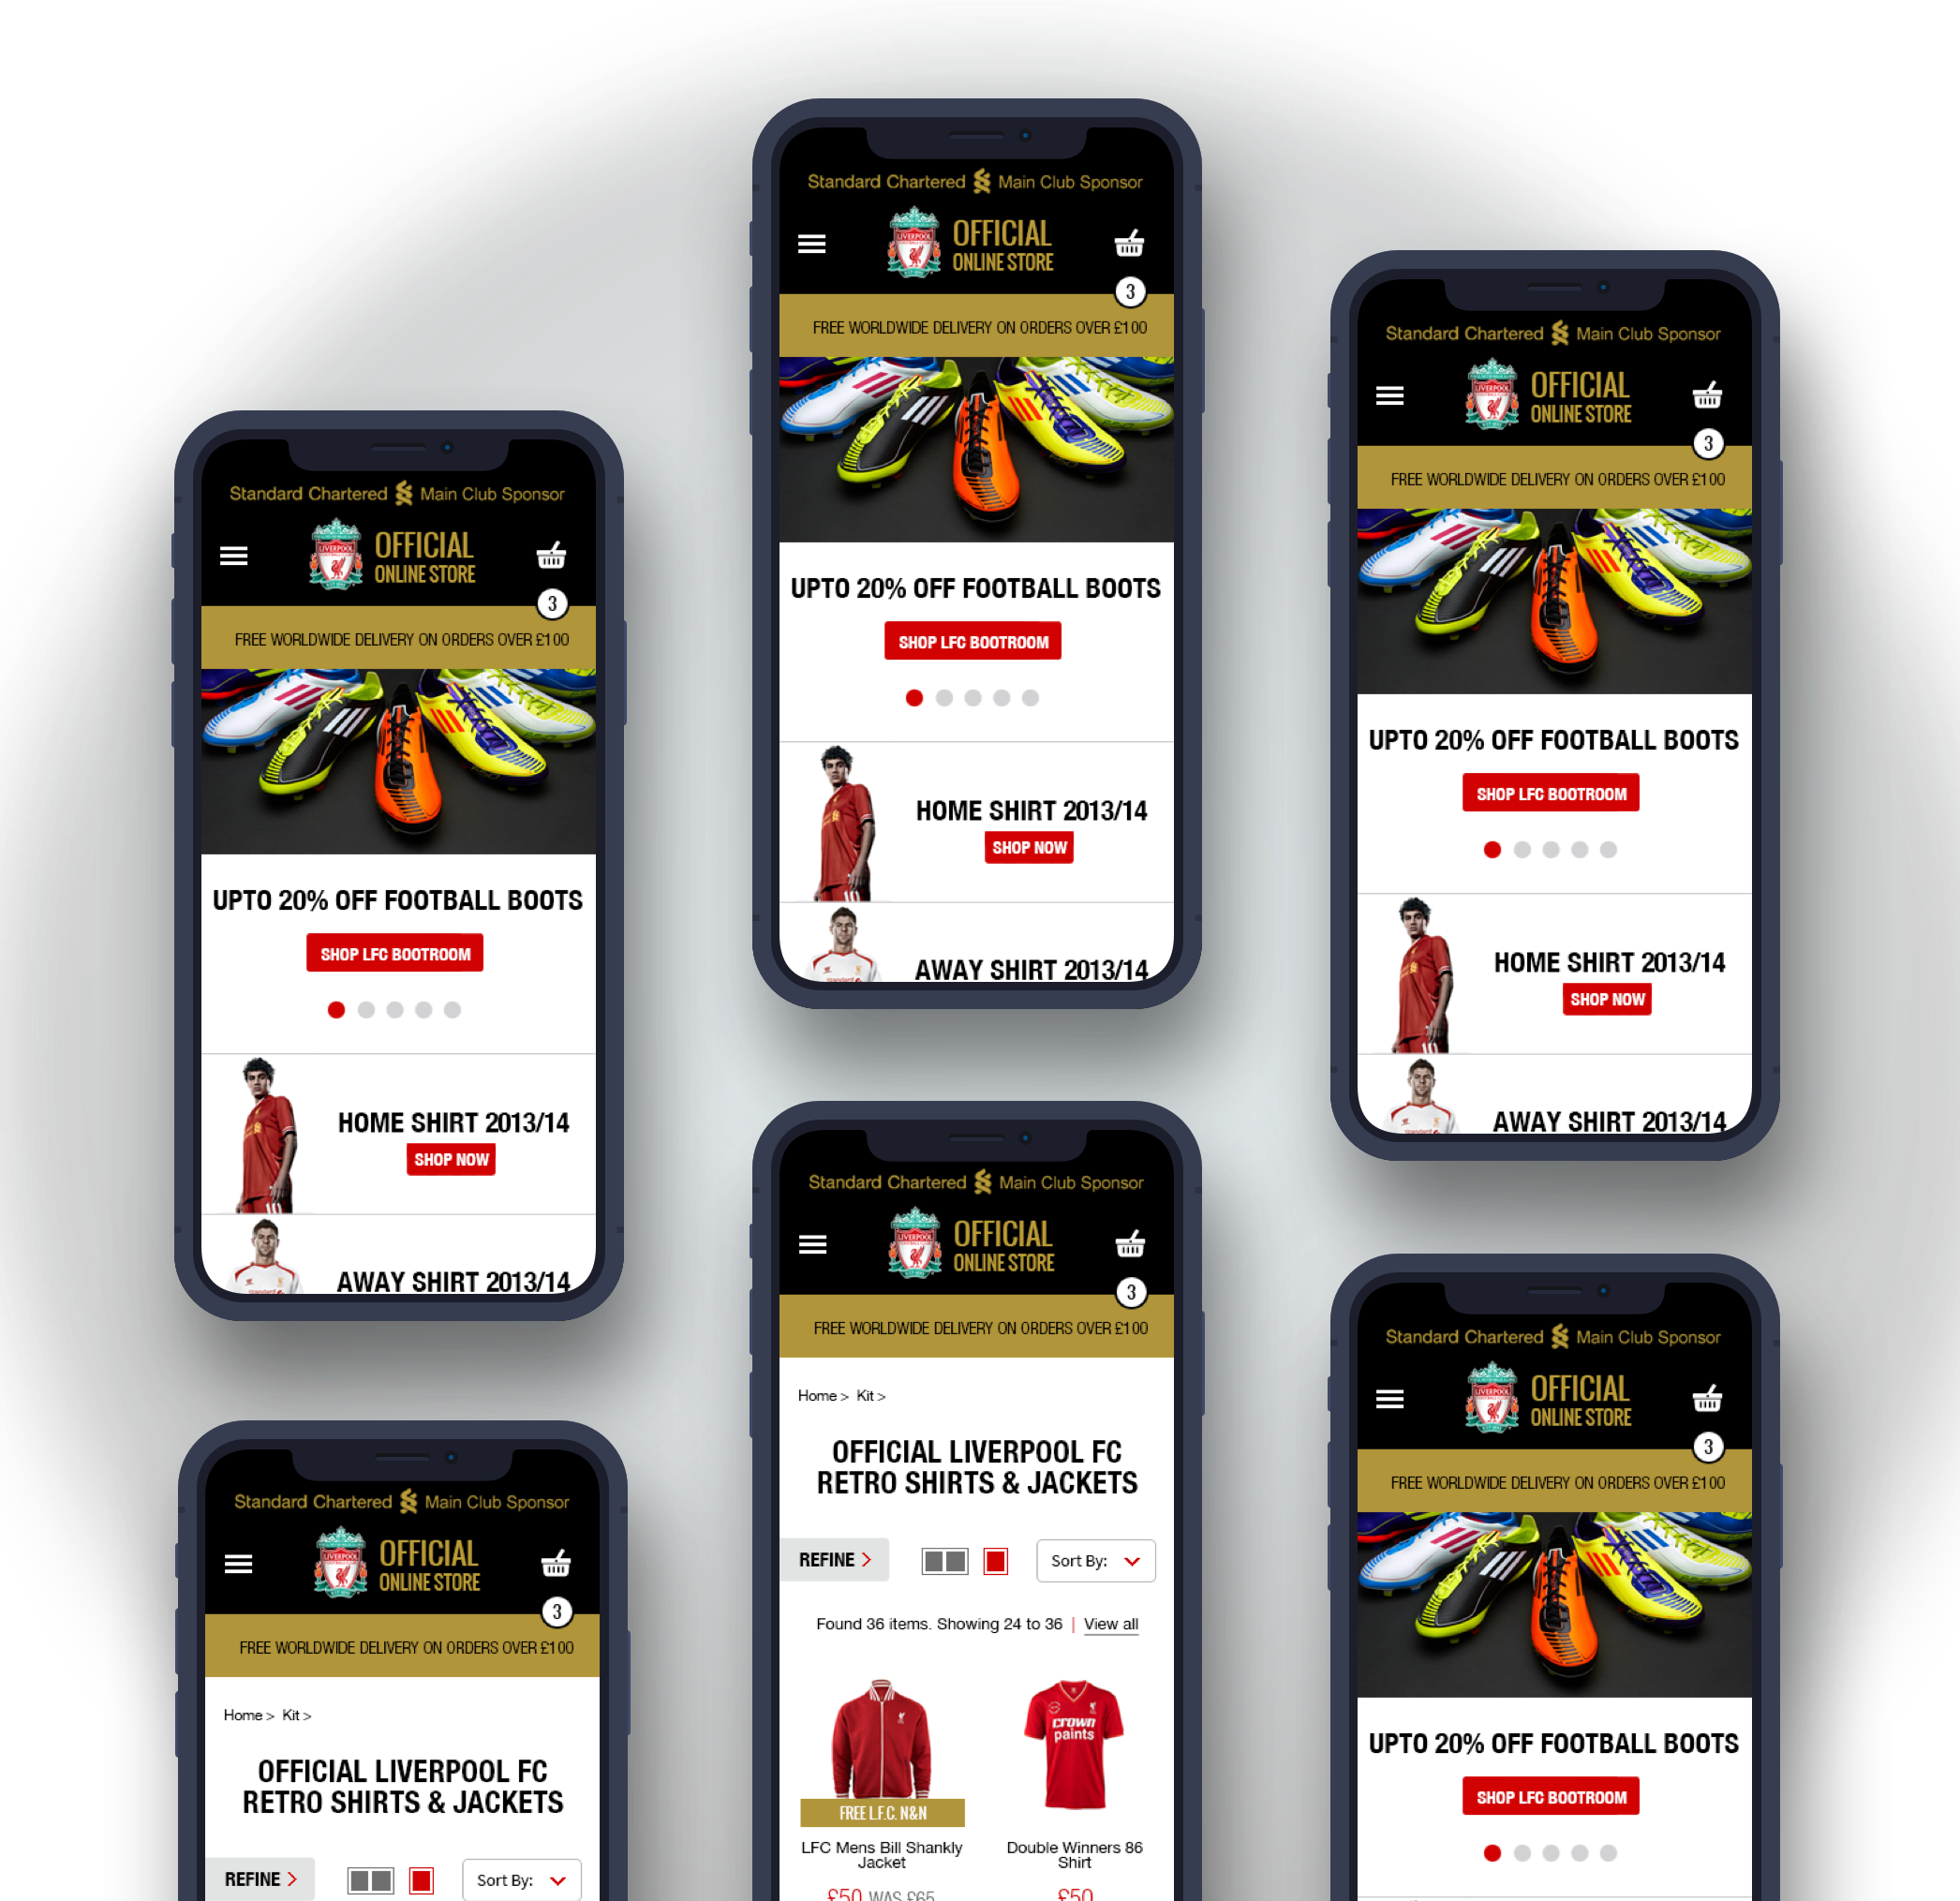 Standard Chartered Main Club Sponsor
LIVERPOOL
OFFICIAL
ONLINE STORE
3
FREE WORLDWIDE DELIVERY ON ORDERS OVER £100
UPTO 20% OFF FOOTBALL BOOTS
SHOP LFC BOOTROOM
HOME SHIRT 2013/14
SHOP NOW
AWAY SHIRT 2013/14
Standard Chartered Main Club Sponsor
LIVERPOOL
OFFICIAL
ONLINE STORE
3
FREE WORLDWIDE DELIVERY ON ORDERS OVER £100
UPTO 20% OFF FOOTBALL BOOTS
SHOP LFC BOOTROOM
HOME SHIRT 2013/14
SHOP NOW
AWAY SHIRT 2013/14
Standard Chartered Main Club Sponsor
LIVERPOOL
OFFICIAL
ONLINE STORE
3
FREE WORLDWIDE DELIVERY ON ORDERS OVER £100
UPTO 20% OFF FOOTBALL BOOTS
SHOP LFC BOOTROOM
HOME SHIRT 2013/14
SHOP NOW
AWAY SHIRT 2013/14
Standard Chartered Main Club Sponsor
LIVERPOOL
OFFICIAL
ONLINE STORE
3
FREE WORLDWIDE DELIVERY ON ORDERS OVER £100
Home > Kit >
OFFICIAL LIVERPOOL FC
RETRO SHIRTS & JACKETS
REFINE > Sort By:
Standard Chartered Main Club Sponsor
LIVERPOOL
OFFICIAL
ONLINE STORE
3
FREE WORLDWIDE DELIVERY ON ORDERS OVER £100
Home > Kit >
OFFICIAL LIVERPOOL FC
RETRO SHIRTS & JACKETS
REFINE > Sort By:
Found 36 items. Showing 24 to 36 | View all
crown
paints
FREE L.F.C. N&N
LFC Mens Bill Shankly
Jacket
£50 WAS £65
Double Winners 86
Shirt
£50
Standard Chartered Main Club Sponsor
LIVERPOOL
OFFICIAL
ONLINE STORE
3
FREE WORLDWIDE DELIVERY ON ORDERS OVER £100
UPTO 20% OFF FOOTBALL BOOTS
SHOP LFC BOOTROOM